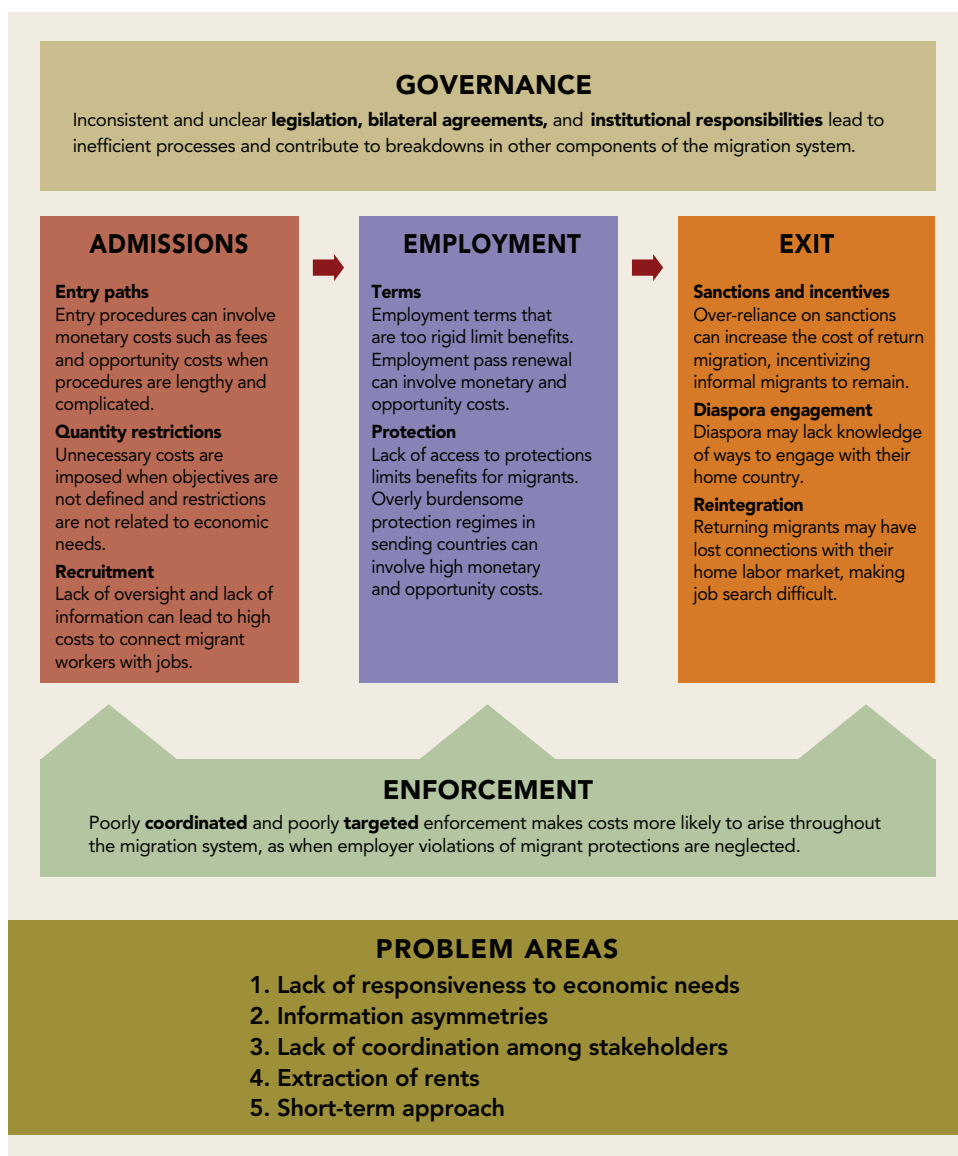 GOVERNANCE
Inconsistent and unclear legislation, bilateral agreements, and institutional responsibilities lead to
inefficient processes and contribute to breakdowns in other components of the migration system.
ADMISSIONS
Entry paths
Entry procedures can involve
monetary costs such as fees
and opportunity costs when
procedures are lengthy and
complicated.
Quantity restrictions
Unnecessary costs are
imposed when objectives are
not defined and restrictions
are not related to economic
needs.
Recruitment
Lack of oversight and lack of
information can lead to high
costs to connect migrant
workers with jobs.
EMPLOYMENT
Terms
Employment terms that
are too rigid limit benefits.
Employment pass renewal
can involve monetary and
opportunity costs.
Protection
Lack of access to protections
limits benefits for migrants.
Overly burdensome
protection regimes in
sending countries can
involve high monetary
and opportunity costs.
EXIT
Sanctions and incentives
Over-reliance on sanctions
can increase the cost of return
migration, incentivizing
informal migrants to remain.
Diaspora engagement
Diaspora may lack knowledge
of ways to engage with their
home country.
Reintegration
Returning migrants may have
lost connections with their
home labor market, making
job search difficult.
ENFORCEMENT
Poorly coordinated and poorly targeted enforcement makes costs more likely to arise throughout
the migration system, as when employer violations of migrant protections are neglected.
PROBLEM AREAS
1. Lack of responsiveness to economic needs
2. Information asymmetries
3. Lack of coordination among stakeholders
4. Extraction of rents
5. Short-term approach